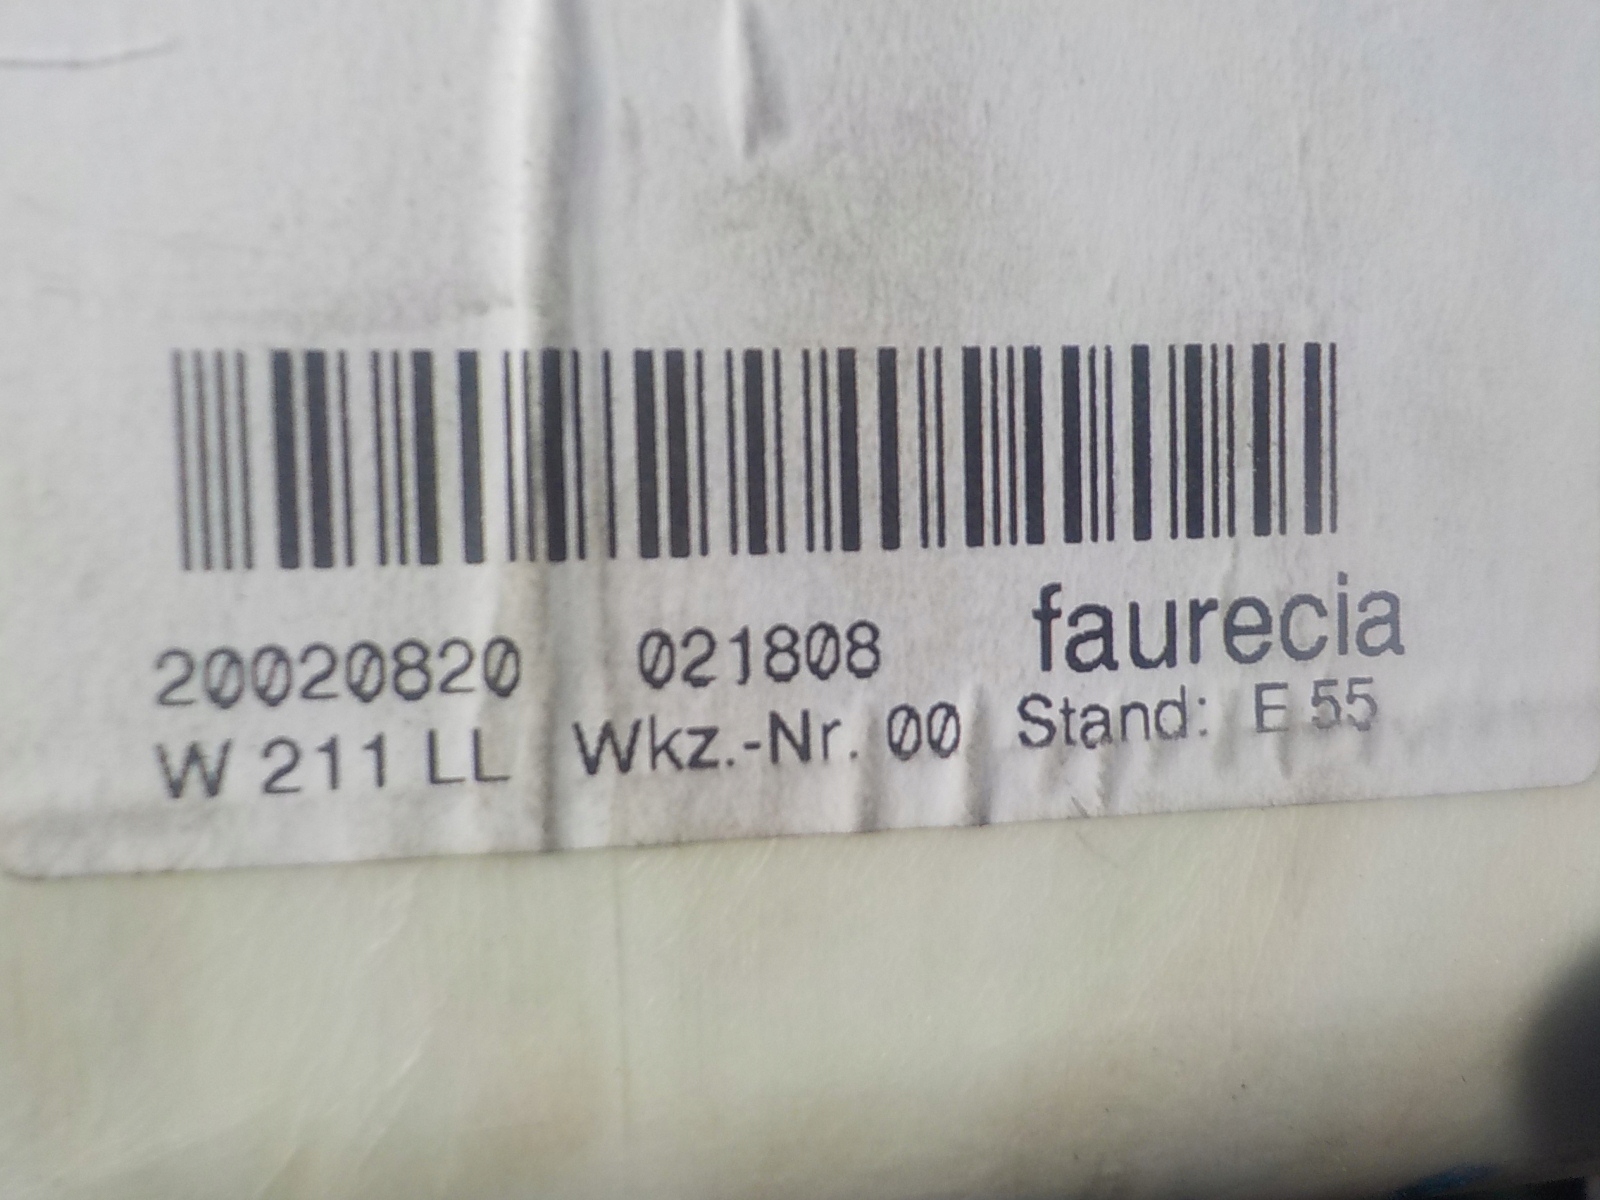 20020820 021808 faurecia
W 211 LL Wkz.-Nr. 00 Stand: E 55